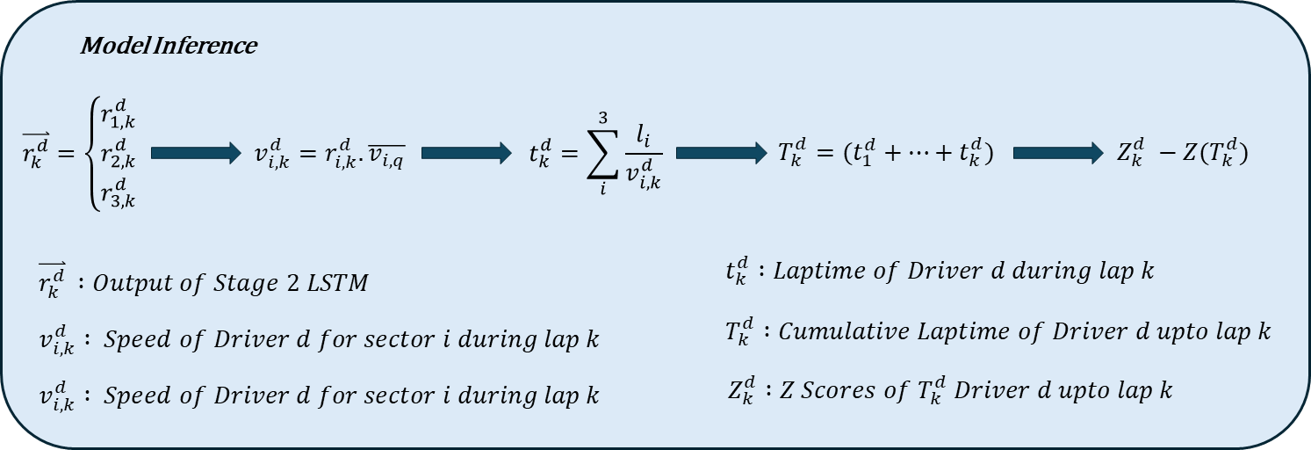 Model Inference
$\overrightarrow{r_k^d} = \begin{cases} r_{1,k}^d \\ r_{2,k}^d \\ r_{3,k}^d \end{cases}$ $v_{i,k}^d = r_{i,k}^d . \overline{v_{i,q}}$ $t_k^d = \sum_i^3 \frac{l_i}{v_{i,k}^d}$ $T_k^d = (t_1^d + \cdots + t_k^d)$ $Z_k^d - Z(T_k^d)$
$\overrightarrow{r_k^d}$ : Output of Stage 2 LSTM
$v_{i,k}^d$ : Speed of Driver d for sector i during lap k
$v_{i,k}^d$ : Speed of Driver d for sector i during lap k
$t_k^d$ : Laptime of Driver d during lap k
$T_k^d$ : Cumulative Laptime of Driver d upto lap k
$Z_k^d$ : Z Scores of $T_k^d$ Driver d upto lap k